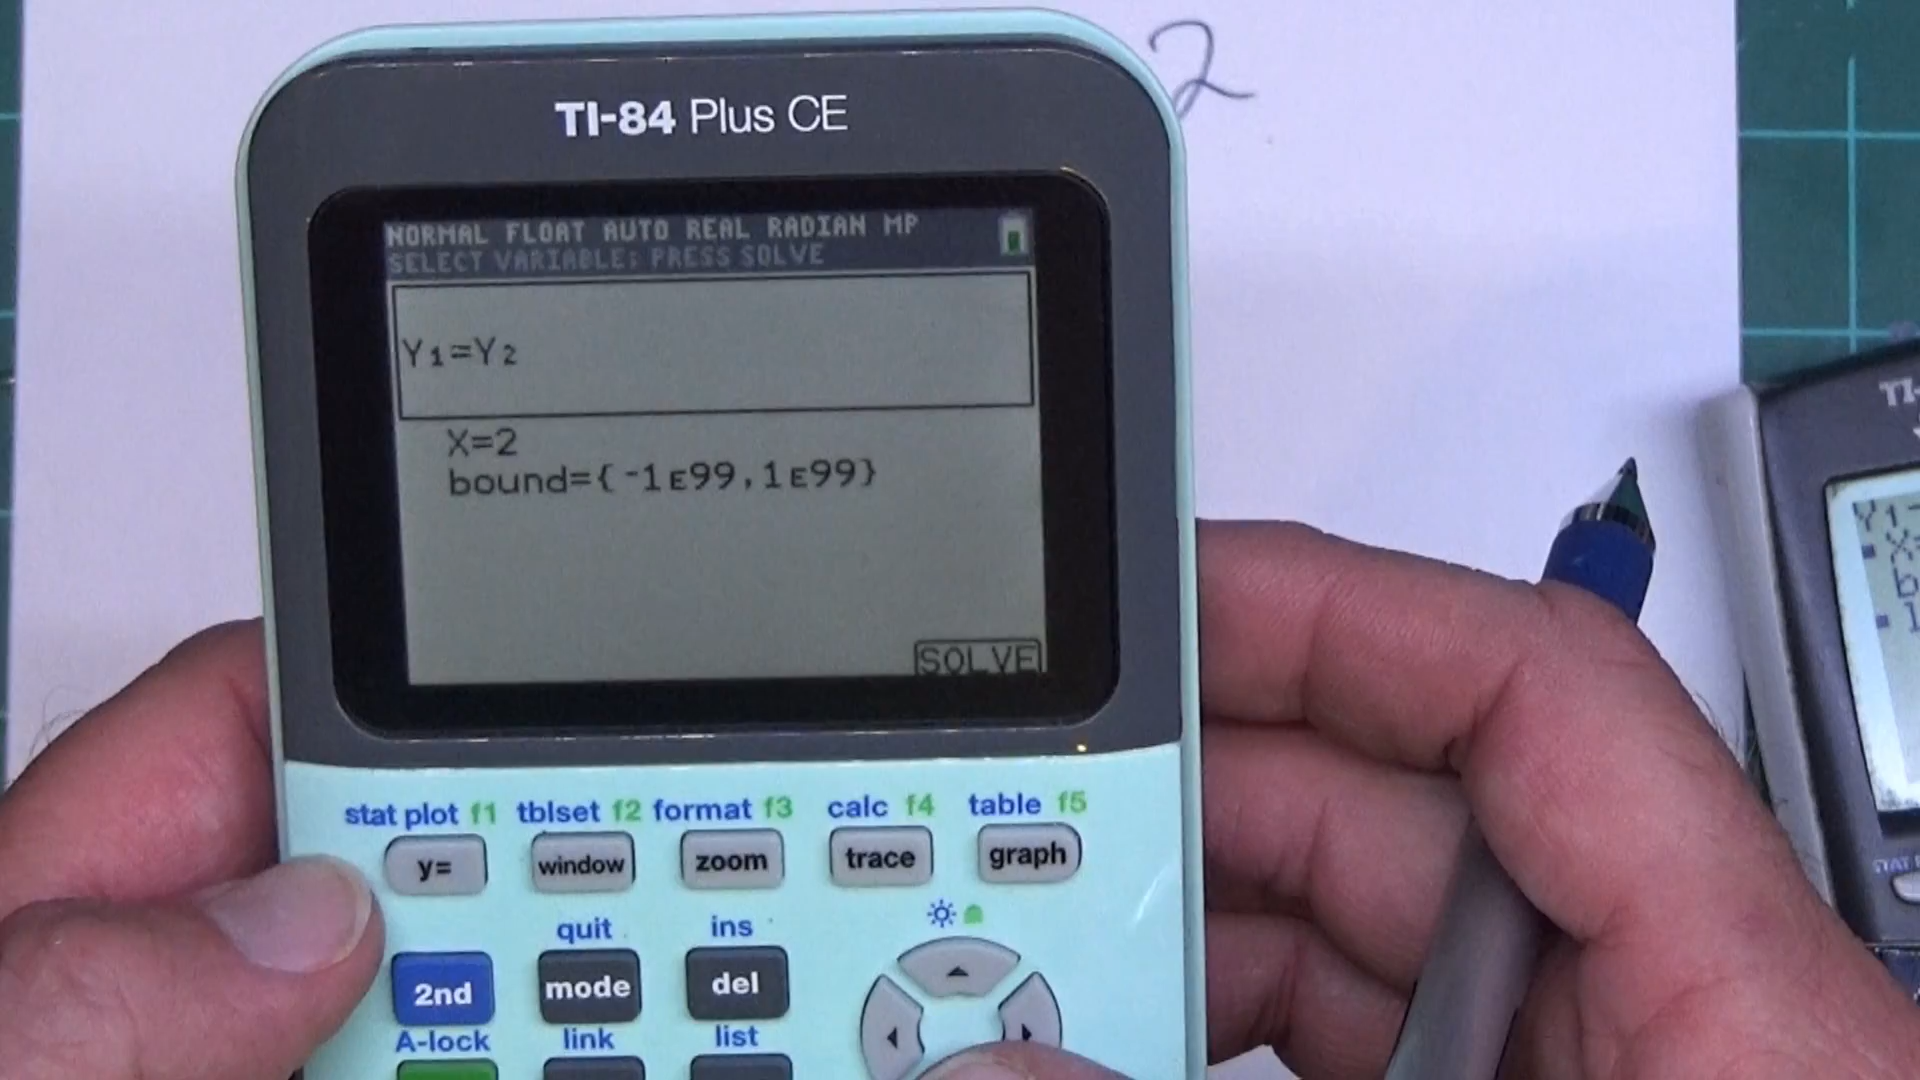 2
TI-84 Plus CE
NORMAL FLOAT AUTO REAL RADIAN MP
SELECT VARIABLE; PRESS SOLVE
Y1=Y2
X=2
bound={-1E99,1E99}
SOLVE
stat plot f1 tblset f2 format f3 calc f4 table f5
y= window zoom trace graph
quit ins
2nd mode del
A-lock link list